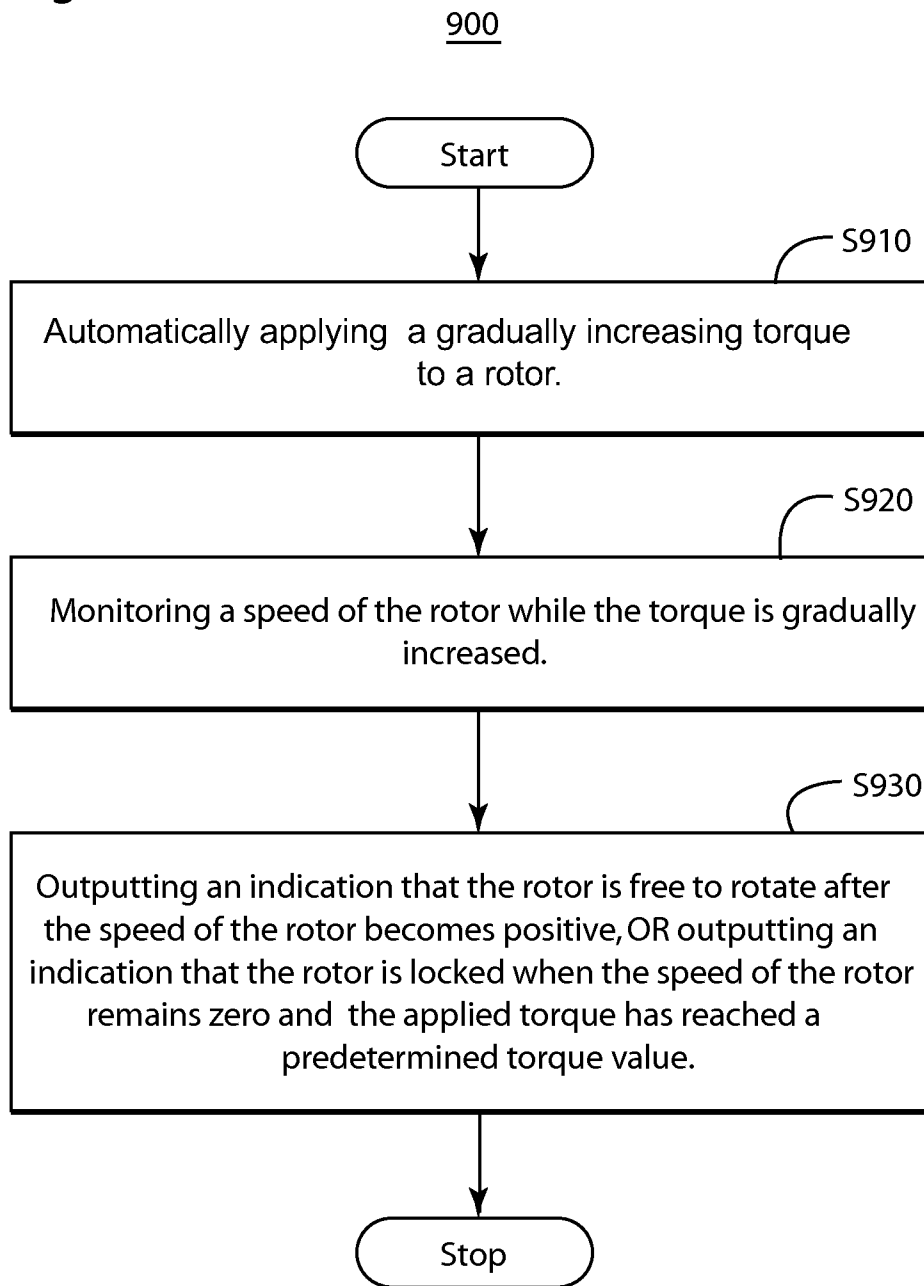 900
Start
S910
Automatically applying a gradually increasing torque
to a rotor.
S920
Monitoring a speed of the rotor while the torque is gradually
increased.
S930
Outputting an indication that the rotor is free to rotate after
the speed of the rotor becomes positive, OR outputting an
indication that the rotor is locked when the speed of the rotor
remains zero and the applied torque has reached a
predetermined torque value.
Stop